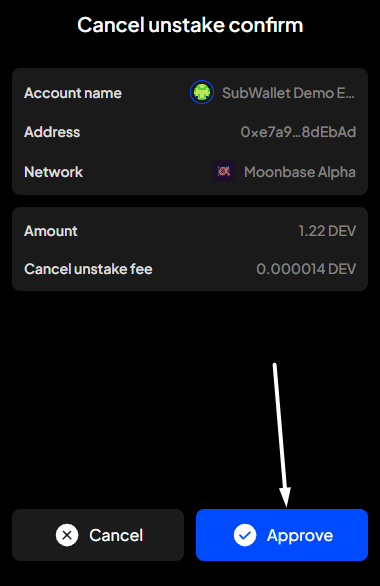 Cancel unstake confirm
Account name SubWallet Demo E...
Address 0xe7a9...8dEbAd
Network Moonbase Alpha
Amount 1.22 DEV
Cancel unstake fee 0.000014 DEV
Cancel Approve